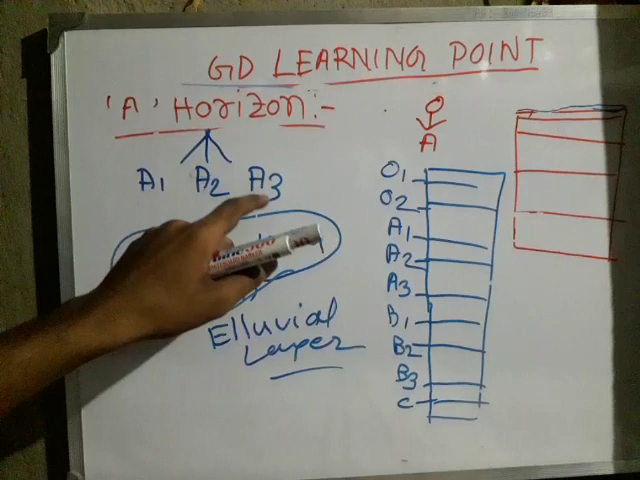 GD LEARNING POINT
'A' Horizon:-
A1 A2 A3
Elluvial
Layer
O
A
O1
O2
A1
A2
A3
B1
B2
B3
C